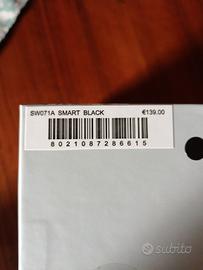 SW071A SMART BLACK €139.00
8021087286615
subito